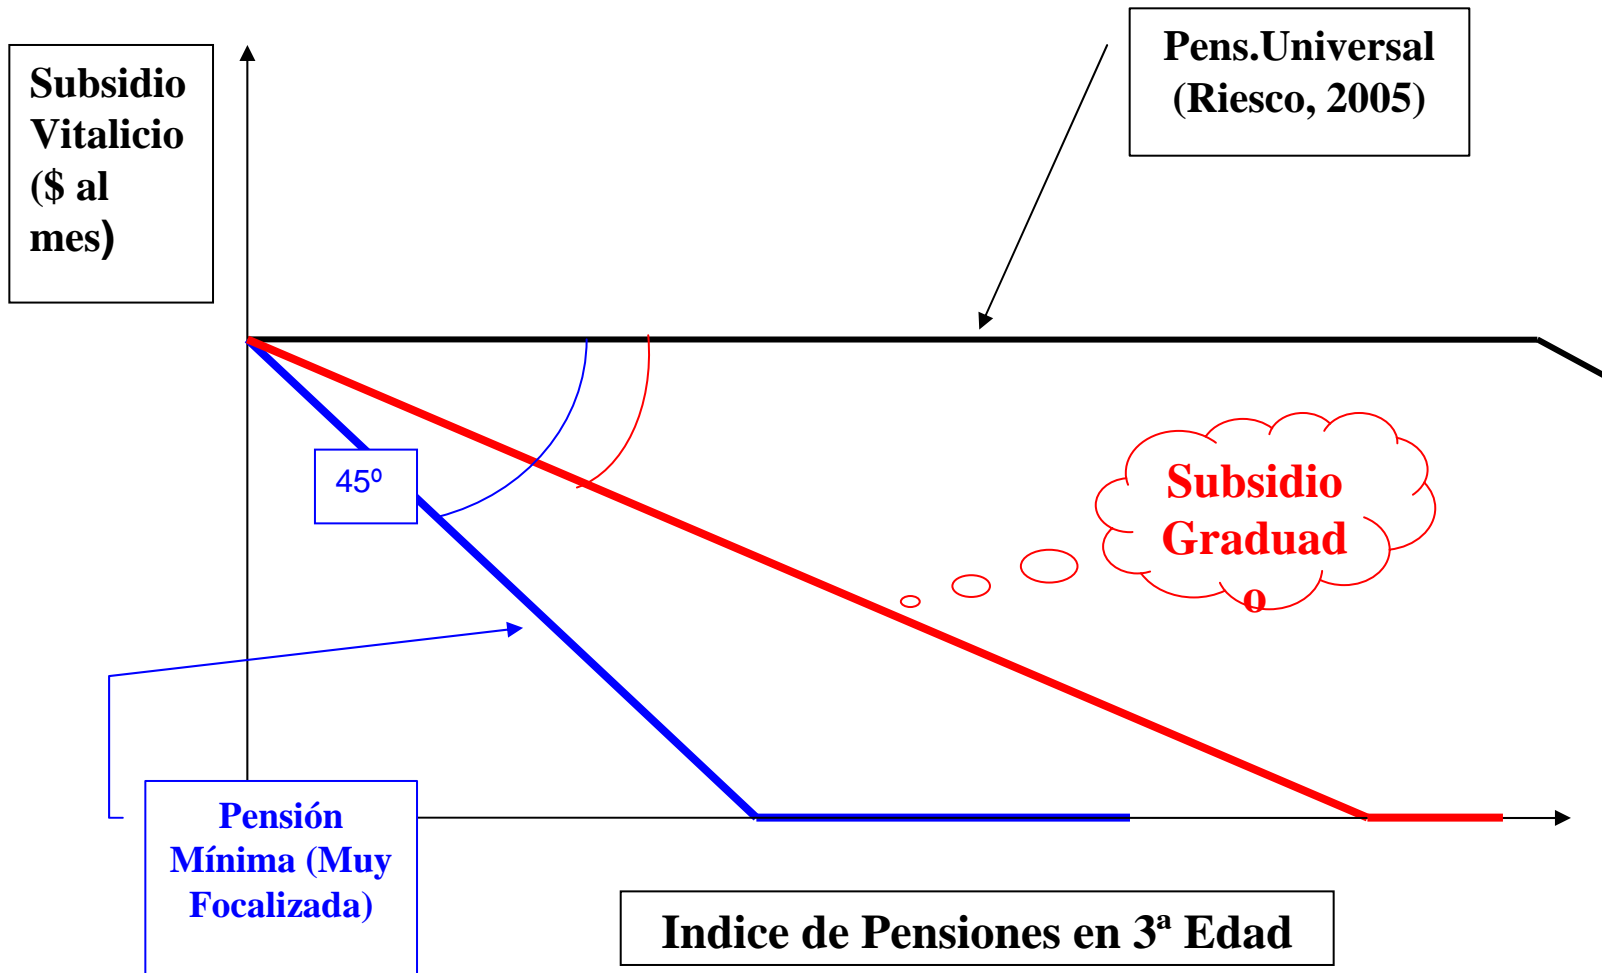 Subsidio
Vitalicio
($ al
mes)
Pens.Universal
(Riesco, 2005)
45º
Subsidio
Graduad
o
Pensión
Mínima (Muy
Focalizada)
Indice de Pensiones en 3ª Edad